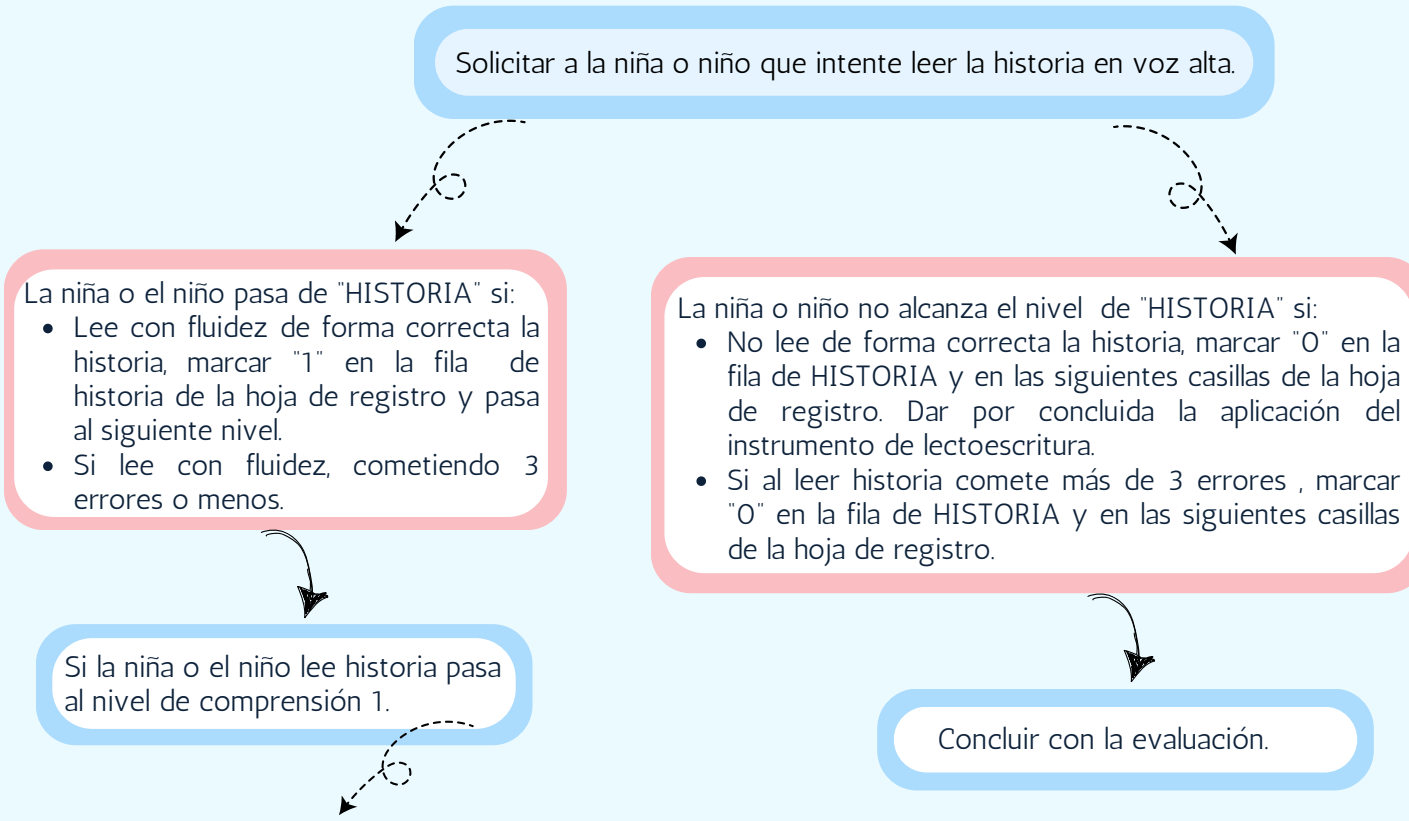 Solicitar a la niña o niño que intente leer la historia en voz alta.
La niña o el niño pasa de "HISTORIA" si:
• Lee con fluidez de forma correcta la
historia, marcar "1" en la fila de
historia de la hoja de registro y pasa
al siguiente nivel.
• Si lee con fluidez, cometiendo 3
errores o menos.
Si la niña o el niño lee historia pasa
al nivel de comprensión 1.
La niña o niño no alcanza el nivel de "HISTORIA" si:
• No lee de forma correcta la historia, marcar "0" en la
fila de HISTORIA y en las siguientes casillas de la hoja
de registro. Dar por concluida la aplicación del
instrumento de lectoescritura.
• Si al leer historia comete más de 3 errores , marcar
"0" en la fila de HISTORIA y en las siguientes casillas
de la hoja de registro.
Concluir con la evaluación.